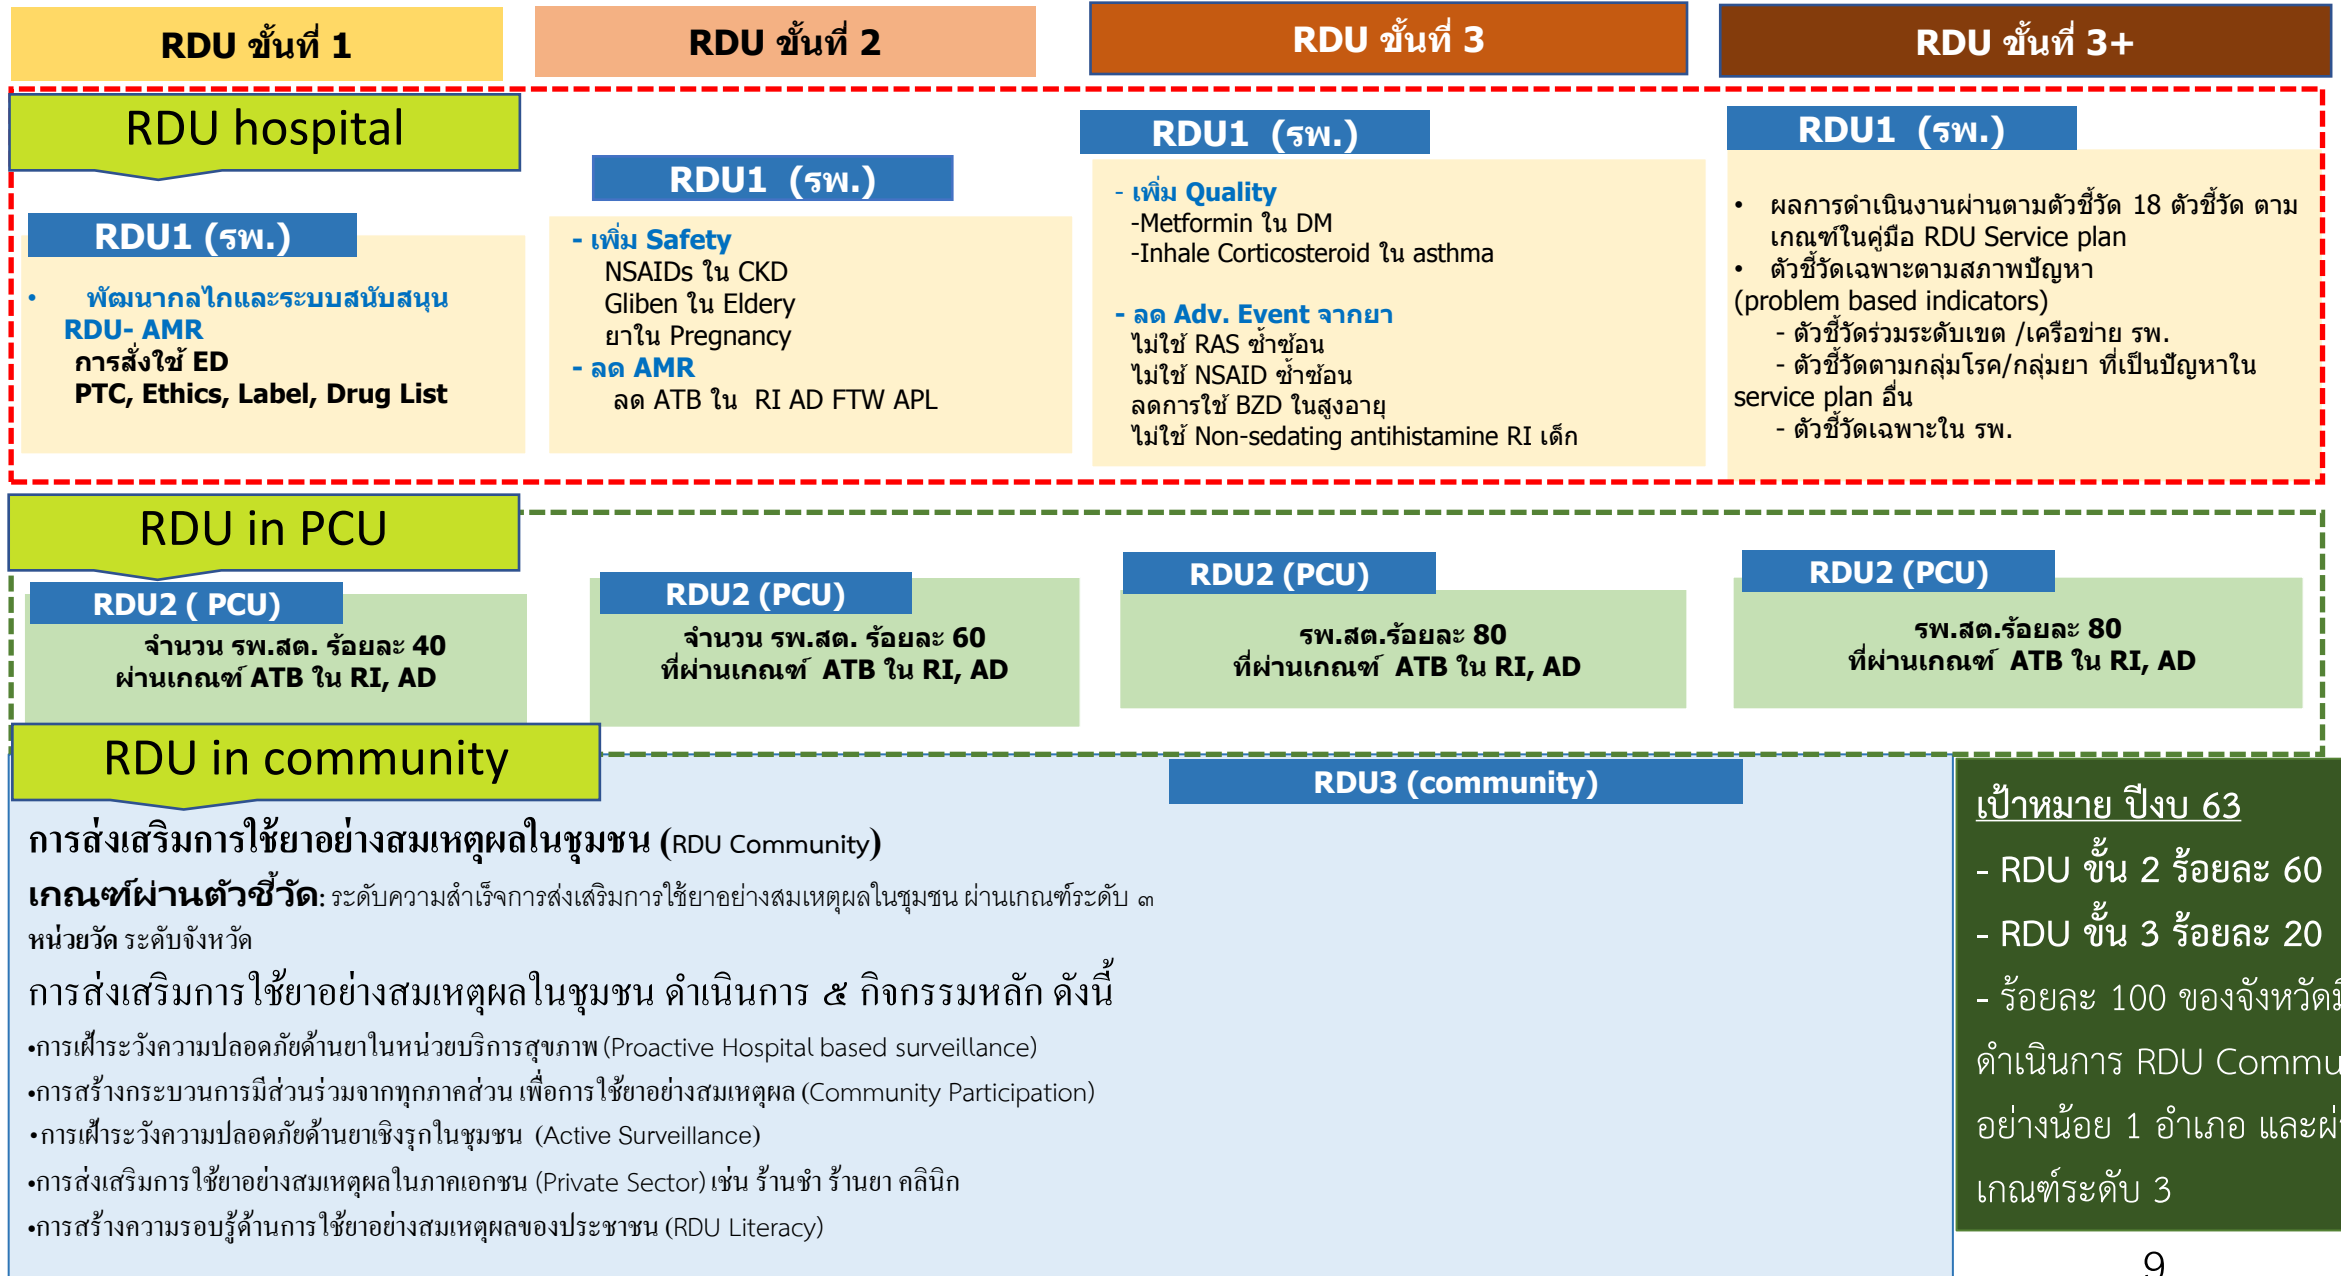 RDU ขั้นที่ 1
RDU ขั้นที่ 2
RDU ขั้นที่ 3
RDU ขั้นที่ 3+
RDU hospital
RDU1 (รพ.)
• พัฒนากลไกและระบบสนับสนุน
RDU- AMR
การสั่งใช้ ED
PTC, Ethics, Label, Drug List
RDU1 (รพ.)
- เพิ่ม Safety
NSAIDs ใน CKD
Gliben ใน Eldery
ยาใน Pregnancy
- ลด AMR
ลด ATB ใน RI AD FTW APL
RDU1 (รพ.)
- เพิ่ม Quality
-Metformin ใน DM
-Inhale Corticosteroid ใน asthma
- ลด Adv. Event จากยา
ไม่ใช้ RAS ซ้ำซ้อน
ไม่ใช้ NSAID ซ้ำซ้อน
ลดการใช้ BZD ในสูงอายุ
ไม่ใช้ Non-sedating antihistamine RI เด็ก
RDU1 (รพ.)
• ผลการดำเนินงานผ่านตามตัวชี้วัด 18 ตัวชี้วัด ตาม
เกณฑ์ในคู่มือ RDU Service plan
• ตัวชี้วัดเฉพาะตามสภาพปัญหา
(problem based indicators)
- ตัวชี้วัดร่วมระดับเขต /เครือข่าย รพ.
- ตัวชี้วัดตามกลุ่มโรค/กลุ่มยา ที่เป็นปัญหาใน
service plan อื่น
- ตัวชี้วัดเฉพาะใน รพ.
RDU in PCU
RDU2 ( PCU)
จำนวน รพ.สต. ร้อยละ 40
ผ่านเกณฑ์ ATB ใน RI, AD
RDU2 (PCU)
จำนวน รพ.สต. ร้อยละ 60
ที่ผ่านเกณฑ์ ATB ใน RI, AD
RDU2 (PCU)
รพ.สต.ร้อยละ 80
ที่ผ่านเกณฑ์ ATB ใน RI, AD
RDU2 (PCU)
รพ.สต.ร้อยละ 80
ที่ผ่านเกณฑ์ ATB ใน RI, AD
RDU in community
RDU3 (community)
การส่งเสริมการใช้ยาอย่างสมเหตุผลในชุมชน (RDU Community)
เกณฑ์ผ่านตัวชี้วัด: ระดับความสำเร็จการส่งเสริมการใช้ยาอย่างสมเหตุผลในชุมชน ผ่านเกณฑ์ระดับ ๓
หน่วยวัด ระดับจังหวัด
การส่งเสริมการใช้ยาอย่างสมเหตุผลในชุมชน ดำเนินการ ๕ กิจกรรมหลัก ดังนี้
•การเฝ้าระวังความปลอดภัยด้านยาในหน่วยบริการสุขภาพ (Proactive Hospital based surveillance)
•การสร้างกระบวนการมีส่วนร่วมจากทุกภาคส่วน เพื่อการใช้ยาอย่างสมเหตุผล (Community Participation)
•การเฝ้าระวังความปลอดภัยด้านยาเชิงรุกในชุมชน (Active Surveillance)
•การส่งเสริมการใช้ยาอย่างสมเหตุผลในภาคเอกชน (Private Sector) เช่น ร้านชำ ร้านยา คลินิก
•การสร้างความรอบรู้ด้านการใช้ยาอย่างสมเหตุผลของประชาชน (RDU Literacy)
เป้าหมาย ปีงบ 63
- RDU ขั้น 2 ร้อยละ 60
- RDU ขั้น 3 ร้อยละ 20
- ร้อยละ 100 ของจังหวัด
ดำเนินการ RDU Commu
อย่างน้อย 1 อำเภอ และ
เกณฑ์ระดับ 3
9